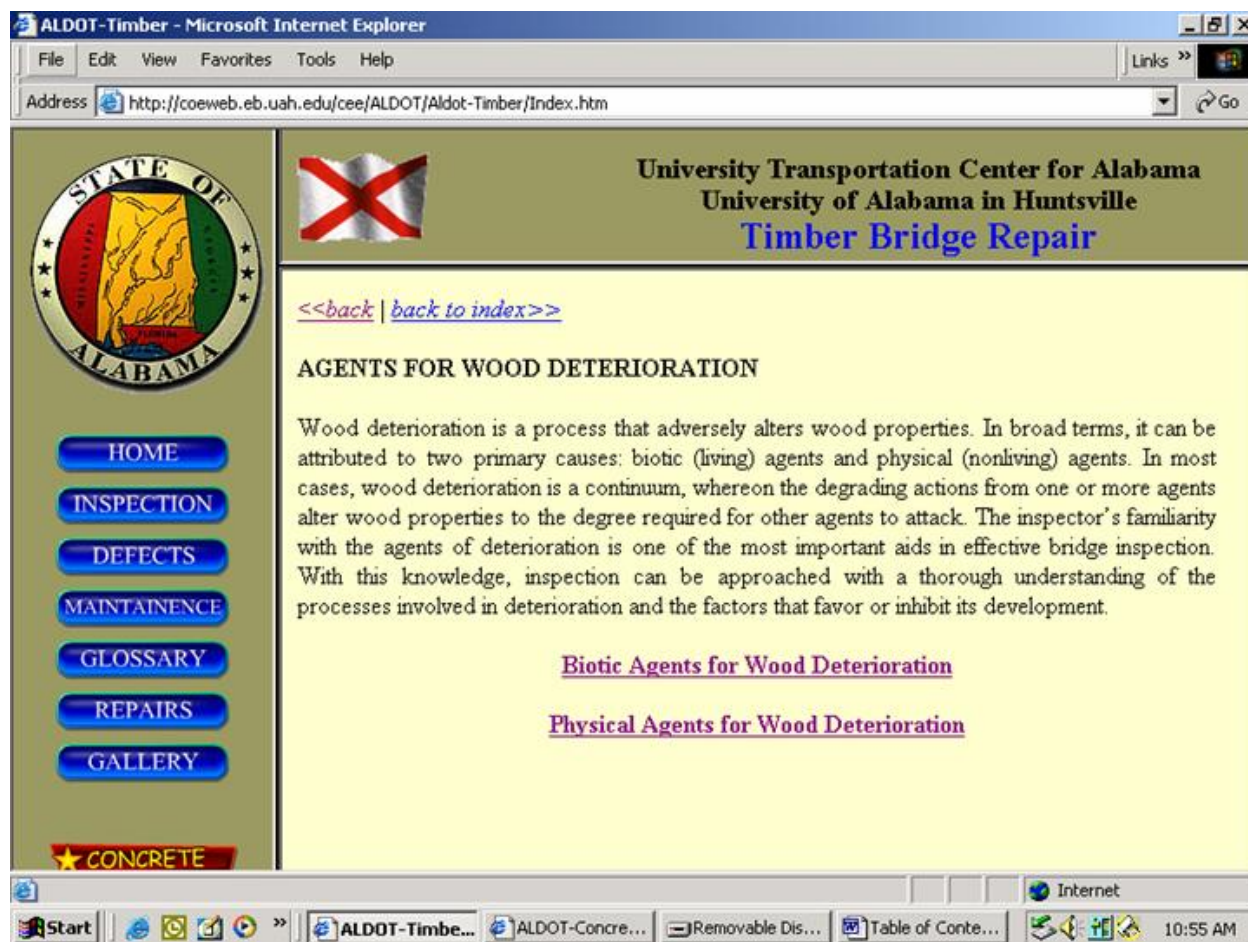 ALDOT-Timber - Microsoft Internet Explorer
File Edit View Favorites Tools Help Links »
Address http://coeweb.eb.uah.edu/cee/ALDOT/Aldot-Timber/Index.htm Go
STATE OF
ALABAMA
MISSISSIPPI
GEORGIA
FLORIDA
University Transportation Center for Alabama
University of Alabama in Huntsville
Timber Bridge Repair
<<back | back to index>>
AGENTS FOR WOOD DETERIORATION
Wood deterioration is a process that adversely alters wood properties. In broad terms, it can be
attributed to two primary causes: biotic (living) agents and physical (nonliving) agents. In most
cases, wood deterioration is a continuum, whereon the degrading actions from one or more agents
alter wood properties to the degree required for other agents to attack. The inspector's familiarity
with the agents of deterioration is one of the most important aids in effective bridge inspection.
With this knowledge, inspection can be approached with a thorough understanding of the
processes involved in deterioration and the factors that favor or inhibit its development.
Biotic Agents for Wood Deterioration
Physical Agents for Wood Deterioration
HOME
INSPECTION
DEFECTS
MAINTAINENCE
GLOSSARY
REPAIRS
GALLERY
CONCRETE
Internet
Start » ALDOT-Timbe... ALDOT-Concre... Removable Dis... Table of Conte... 10:55 AM